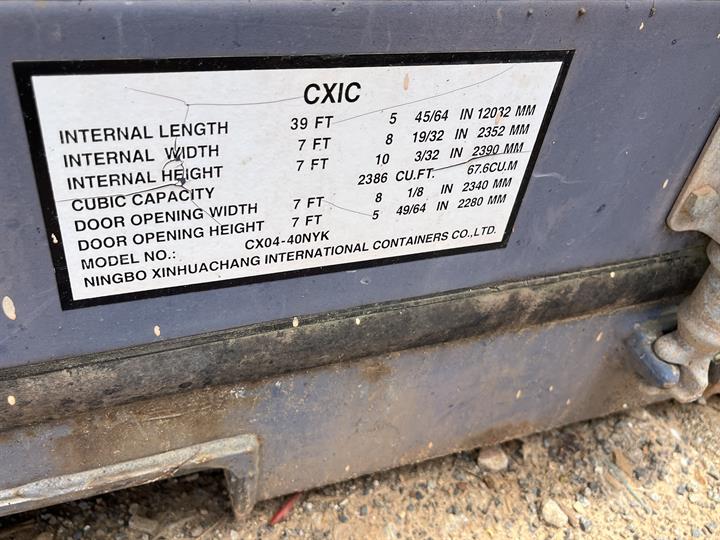 CXIC
INTERNAL LENGTH 39 FT 5 45/64 IN 12032 MM
INTERNAL WIDTH 7 FT 8 19/32 IN 2352 MM
INTERNAL HEIGHT 7 FT 10 3/32 IN 2390 MM
CUBIC CAPACITY 2386 CU.FT. 67.6CU.M
DOOR OPENING WIDTH 7 FT 8 1/8 IN 2340 MM
DOOR OPENING HEIGHT 7 FT 5 49/64 IN 2280 MM
MODEL NO.: CX04-40NYK
NINGBO XINHUACHANG INTERNATIONAL CONTAINERS CO.,LTD.